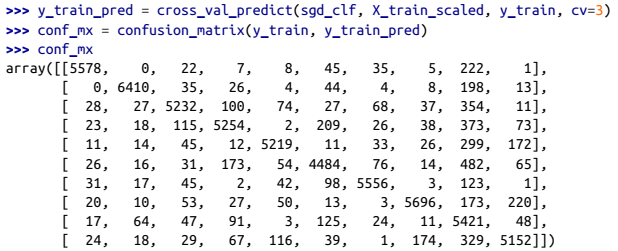 >>> y_train_pred = cross_val_predict(sgd_clf, X_train_scaled, y_train, cv=3)
>>> conf_mx = confusion_matrix(y_train, y_train_pred)
>>> conf_mx
array([[5578,    0,   22,    7,    8,   45,   35,    5,  222,    1],
       [   0, 6410,   35,   26,    4,   44,    4,    8,  198,   13],
       [  28,   27, 5232,  100,   74,   27,   68,   37,  354,   11],
       [  23,   18,  115, 5254,    2,  209,   26,   38,  373,   73],
       [  11,   14,   45,   12, 5219,   11,   33,   26,  299,  172],
       [  26,   16,   31,  173,   54, 4484,   76,   14,  482,   65],
       [  31,   17,   45,    2,   42,   98, 5556,    3,  123,    1],
       [  20,   10,   53,   27,   50,   13,    3, 5696,  173,  220],
       [  17,   64,   47,   91,    3,  125,   24,   11, 5421,   48],
       [  24,   18,   29,   67,  116,   39,    1,  174,  329, 5152]])